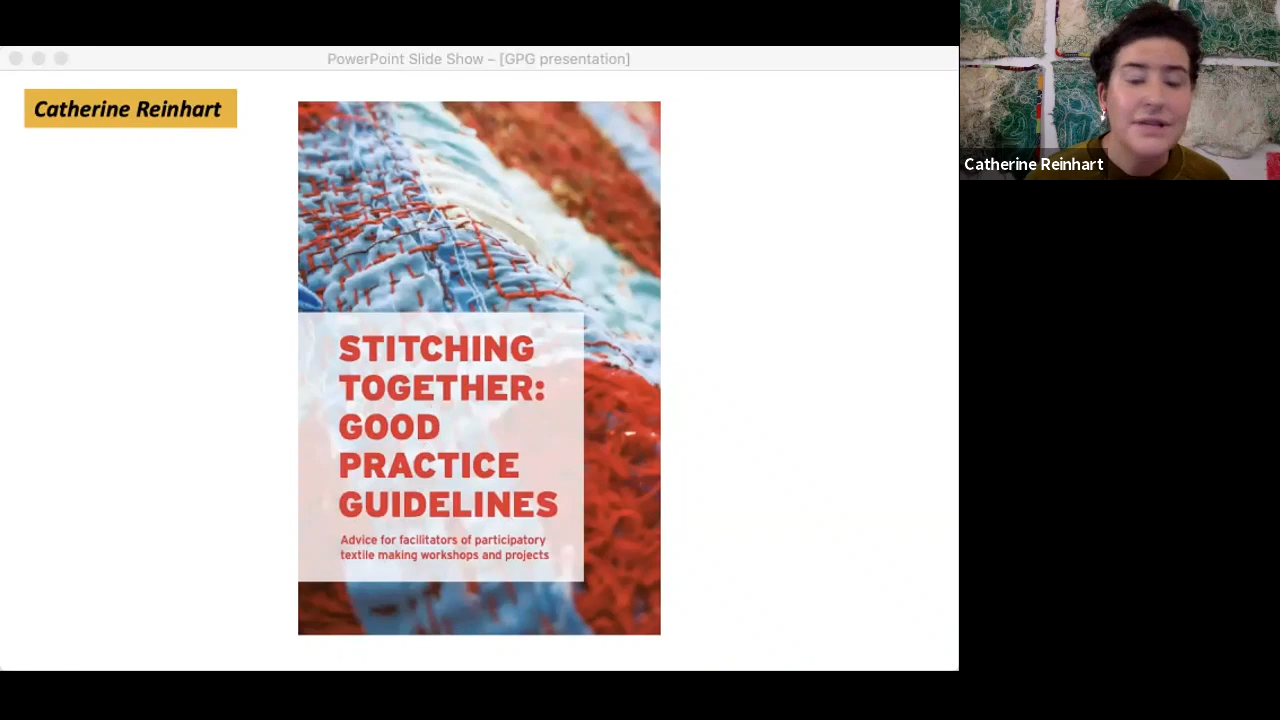 PowerPoint Slide Show – [GPG presentation]
Catherine Reinhart
STITCHING
TOGETHER:
GOOD
PRACTICE
GUIDELINES
Advice for facilitators of participatory
textile making workshops and projects
Catherine Reinhart